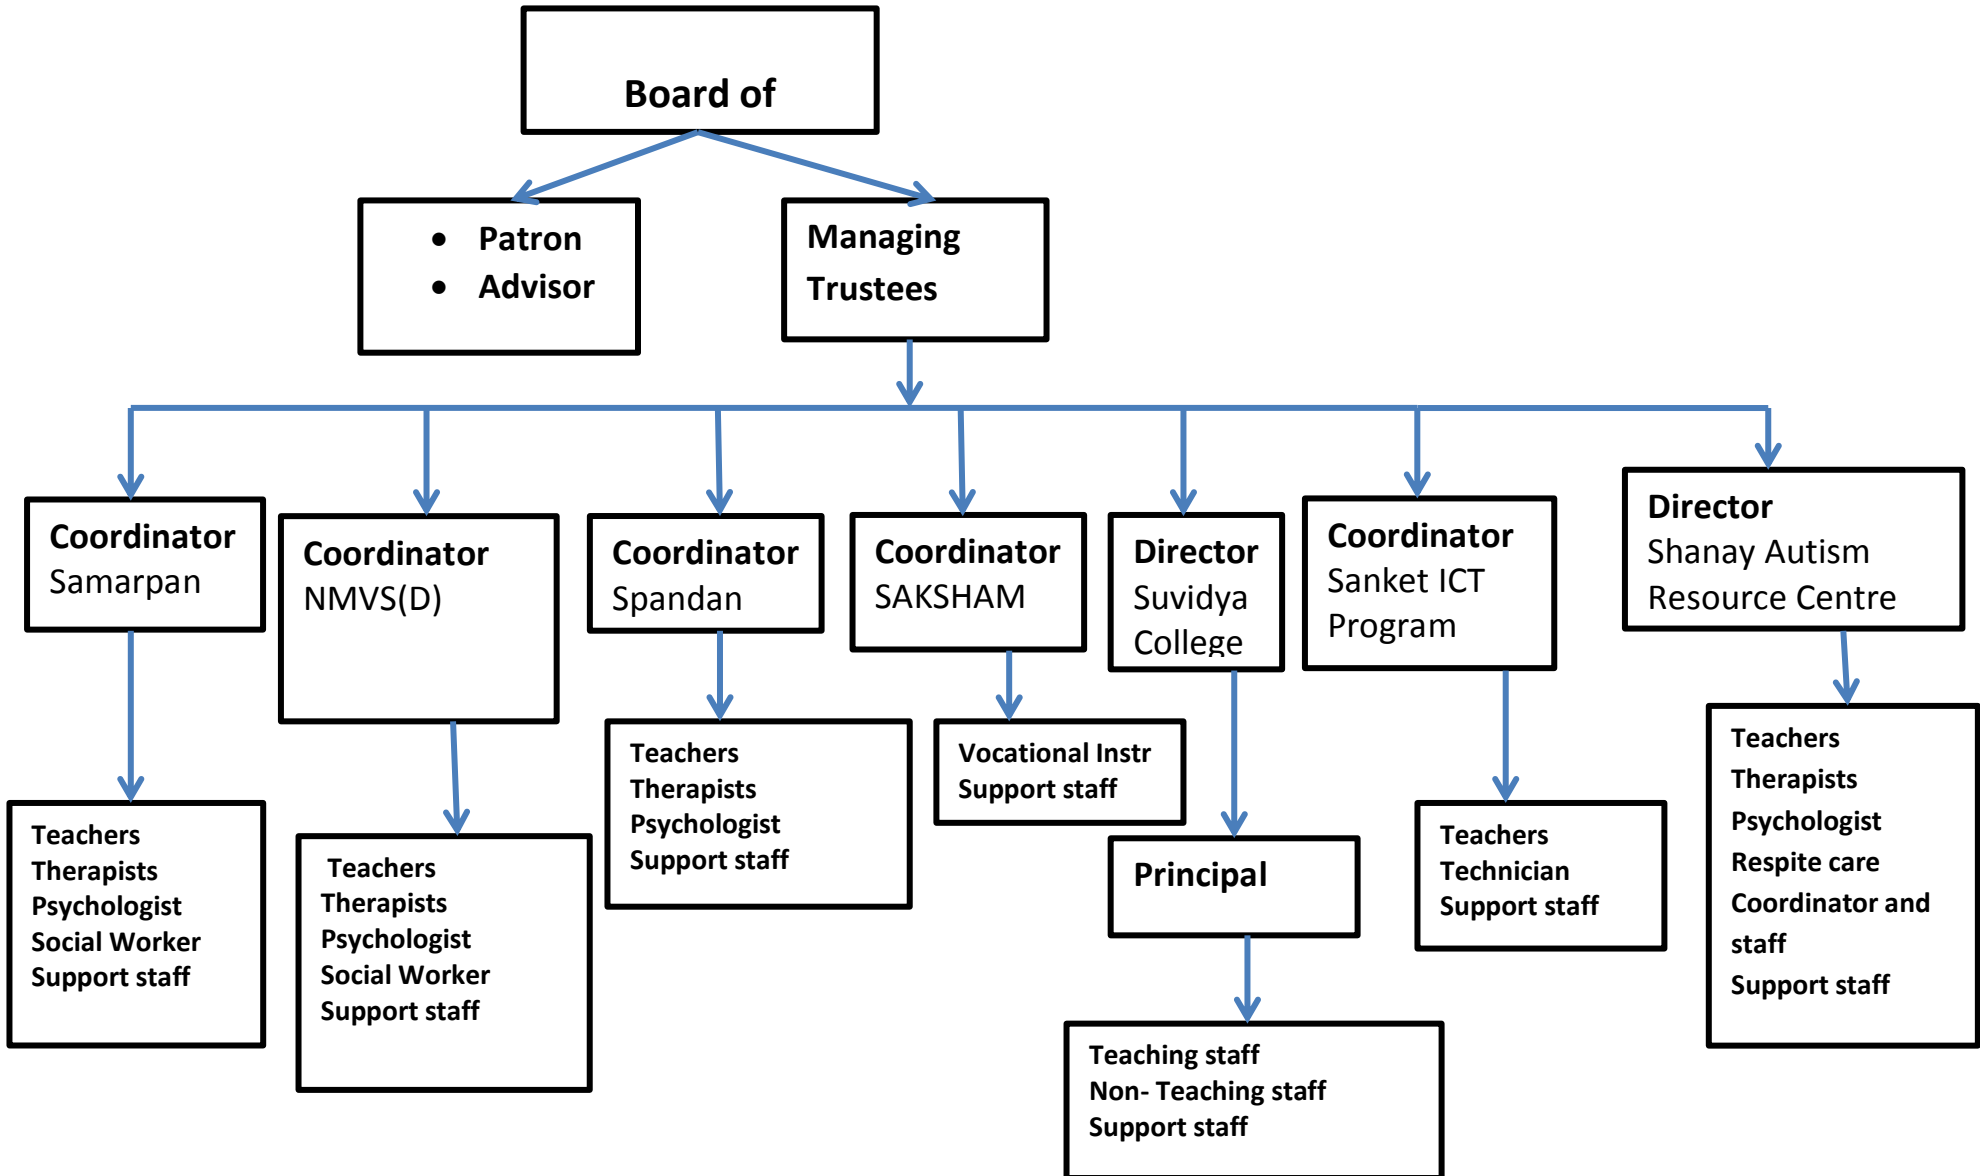 Board of
• Patron
• Advisor
Managing
Trustees
Coordinator
Samarpan
Coordinator
NMVS(D)
Coordinator
Spandan
Coordinator
SAKSHAM
Director
Suvidya
College
Coordinator
Sanket ICT
Program
Director
Shanay Autism
Resource Centre
Teachers
Therapists
Psychologist
Social Worker
Support staff
Teachers
Therapists
Psychologist
Social Worker
Support staff
Teachers
Therapists
Psychologist
Support staff
Vocational Instr
Support staff
Principal
Teaching staff
Non- Teaching staff
Support staff
Teachers
Technician
Support staff
Teachers
Therapists
Psychologist
Respite care
Coordinator and
staff
Support staff